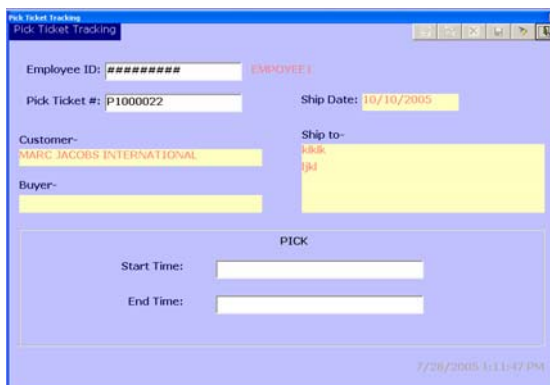 Pick Ticket Tracking
Pick Ticket Tracking
Employee ID: ######### EMPOYEE1
Pick Ticket #: P1000022 Ship Date: 10/10/2005
Customer- Ship to-
MARC JACOBS INTERNATIONAL klklk
ljkl
Buyer-
PICK
Start Time:
End Time:
7/26/2005 1:11:47 PM